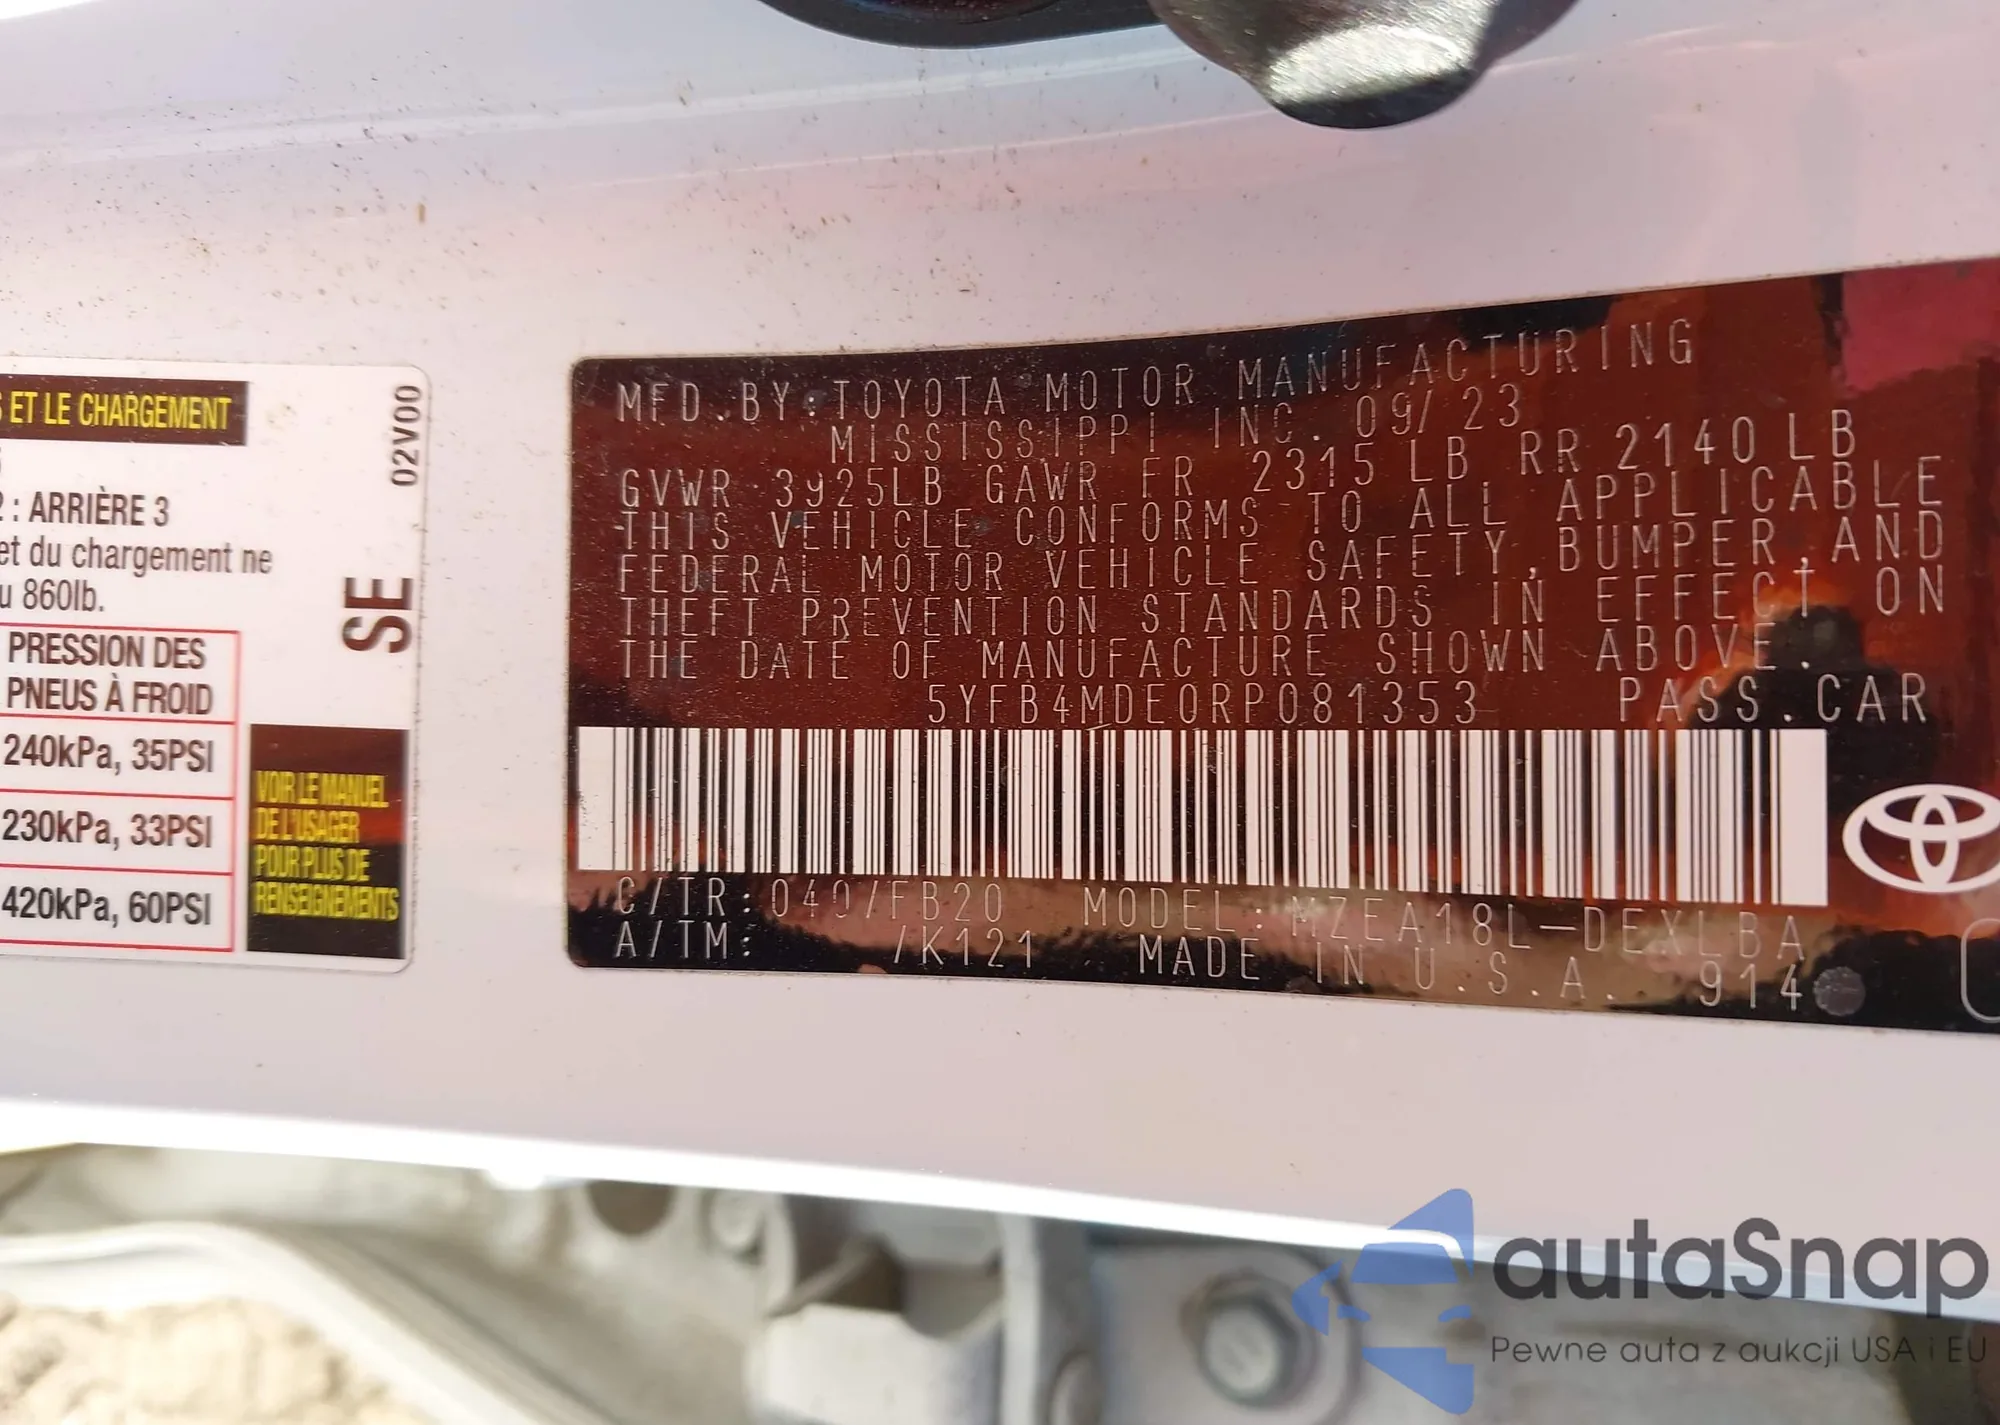 ET LE CHARGEMENT
02V00
: ARRIÈRE 3
et du chargement ne
860lb.
SE
PRESSION DES
PNEUS À FROID
240kPa, 35PSI
230kPa, 33PSI
420kPa, 60PSI
VOIR LE MANUEL
DE L'USAGER
POUR PLUS DE
RENSEIGNEMENTS
MFD.BY:TOYOTA MOTOR MANUFACTURING
MISSISSIPPI INC. 09/23
GVWR 3925LB GAWR FR 2315 LB RR 2140 LB
THIS VEHICLE CONFORMS TO ALL APPLICABLE
FEDERAL MOTOR VEHICLE SAFETY,BUMPER,AND
THEFT PREVENTION STANDARDS IN EFFECT ON
THE DATE OF MANUFACTURE SHOWN ABOVE.
5YFB4MDE0RP081353 PASS.CAR
C/TR:040/FB20 MODEL:MZEA18L-DEXLBA
A/TM: /K121 MADE IN U.S.A. 914
autaSnap
Pewne auta z aukcji USA i EU